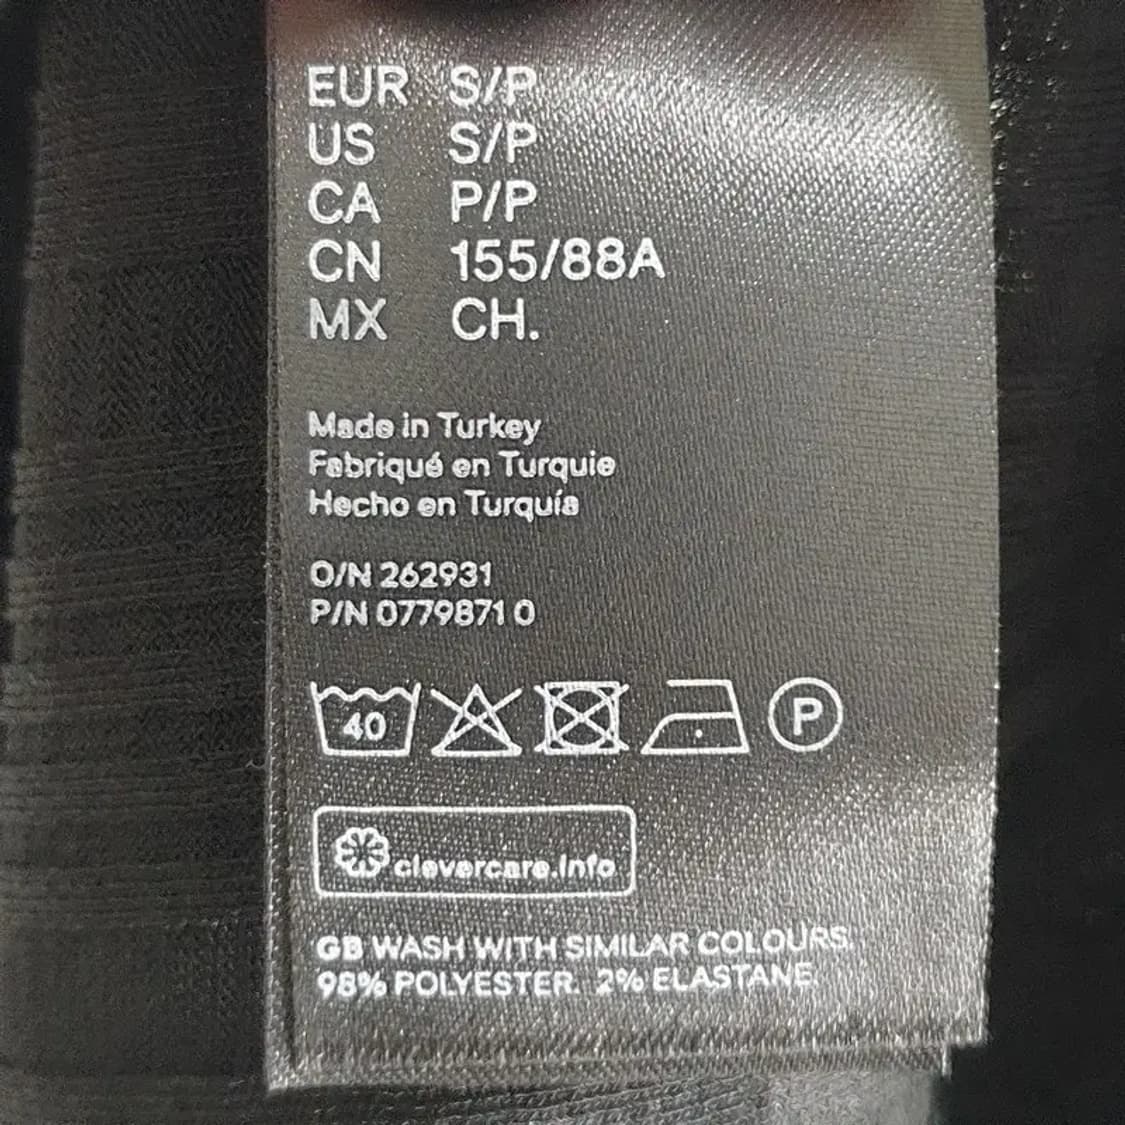 EUR S/P
US S/P
CA P/P
CN 155/88A
MX CH.
Made in Turkey
Fabriqué en Turquie
Hecho en Turquía
O/N 262931
P/N 0779871 0
40 P
clevercare.info
GB WASH WITH SIMILAR COLOURS.
98% POLYESTER. 2% ELASTANE.